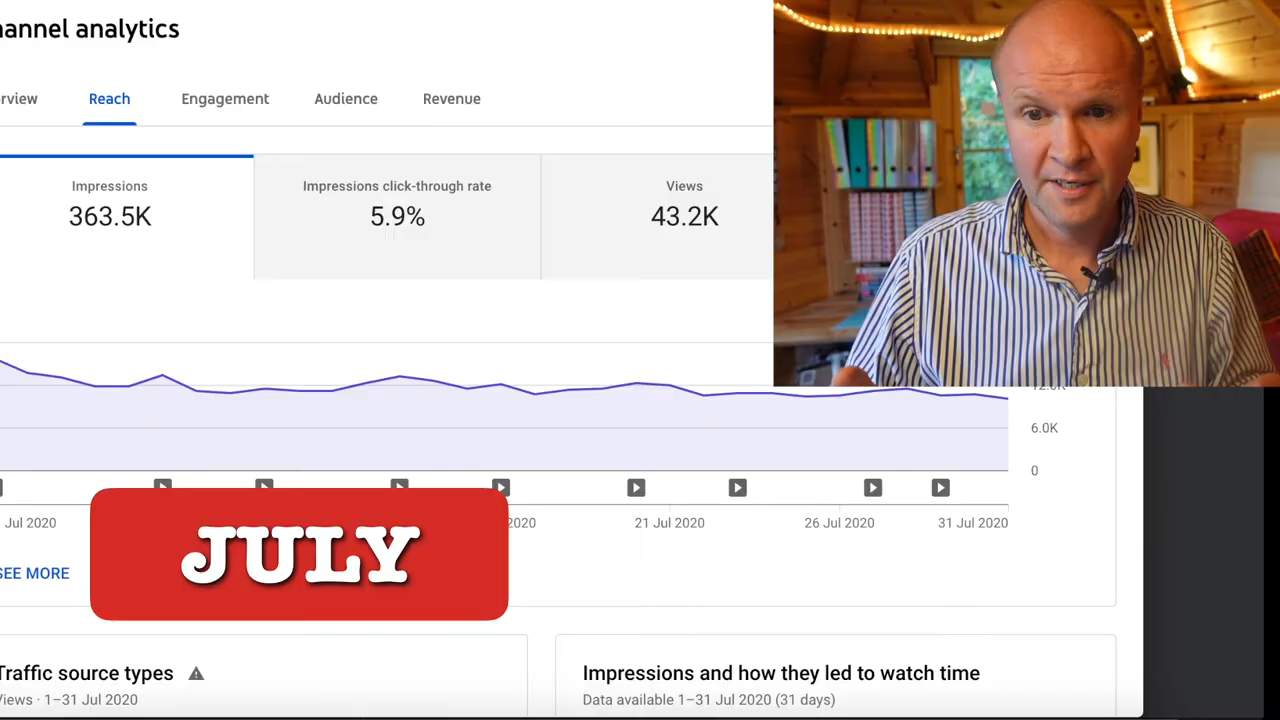 hannel analytics
rview Reach Engagement Audience Revenue
Impressions Impressions click-through rate Views
363.5K 5.9% 43.2K
12.0K
6.0K
0
Jul 2020 2020 21 Jul 2020 26 Jul 2020 31 Jul 2020
JULY
SEE MORE
Traffic source types
Views · 1–31 Jul 2020
Impressions and how they led to watch time
Data available 1–31 Jul 2020 (31 days)